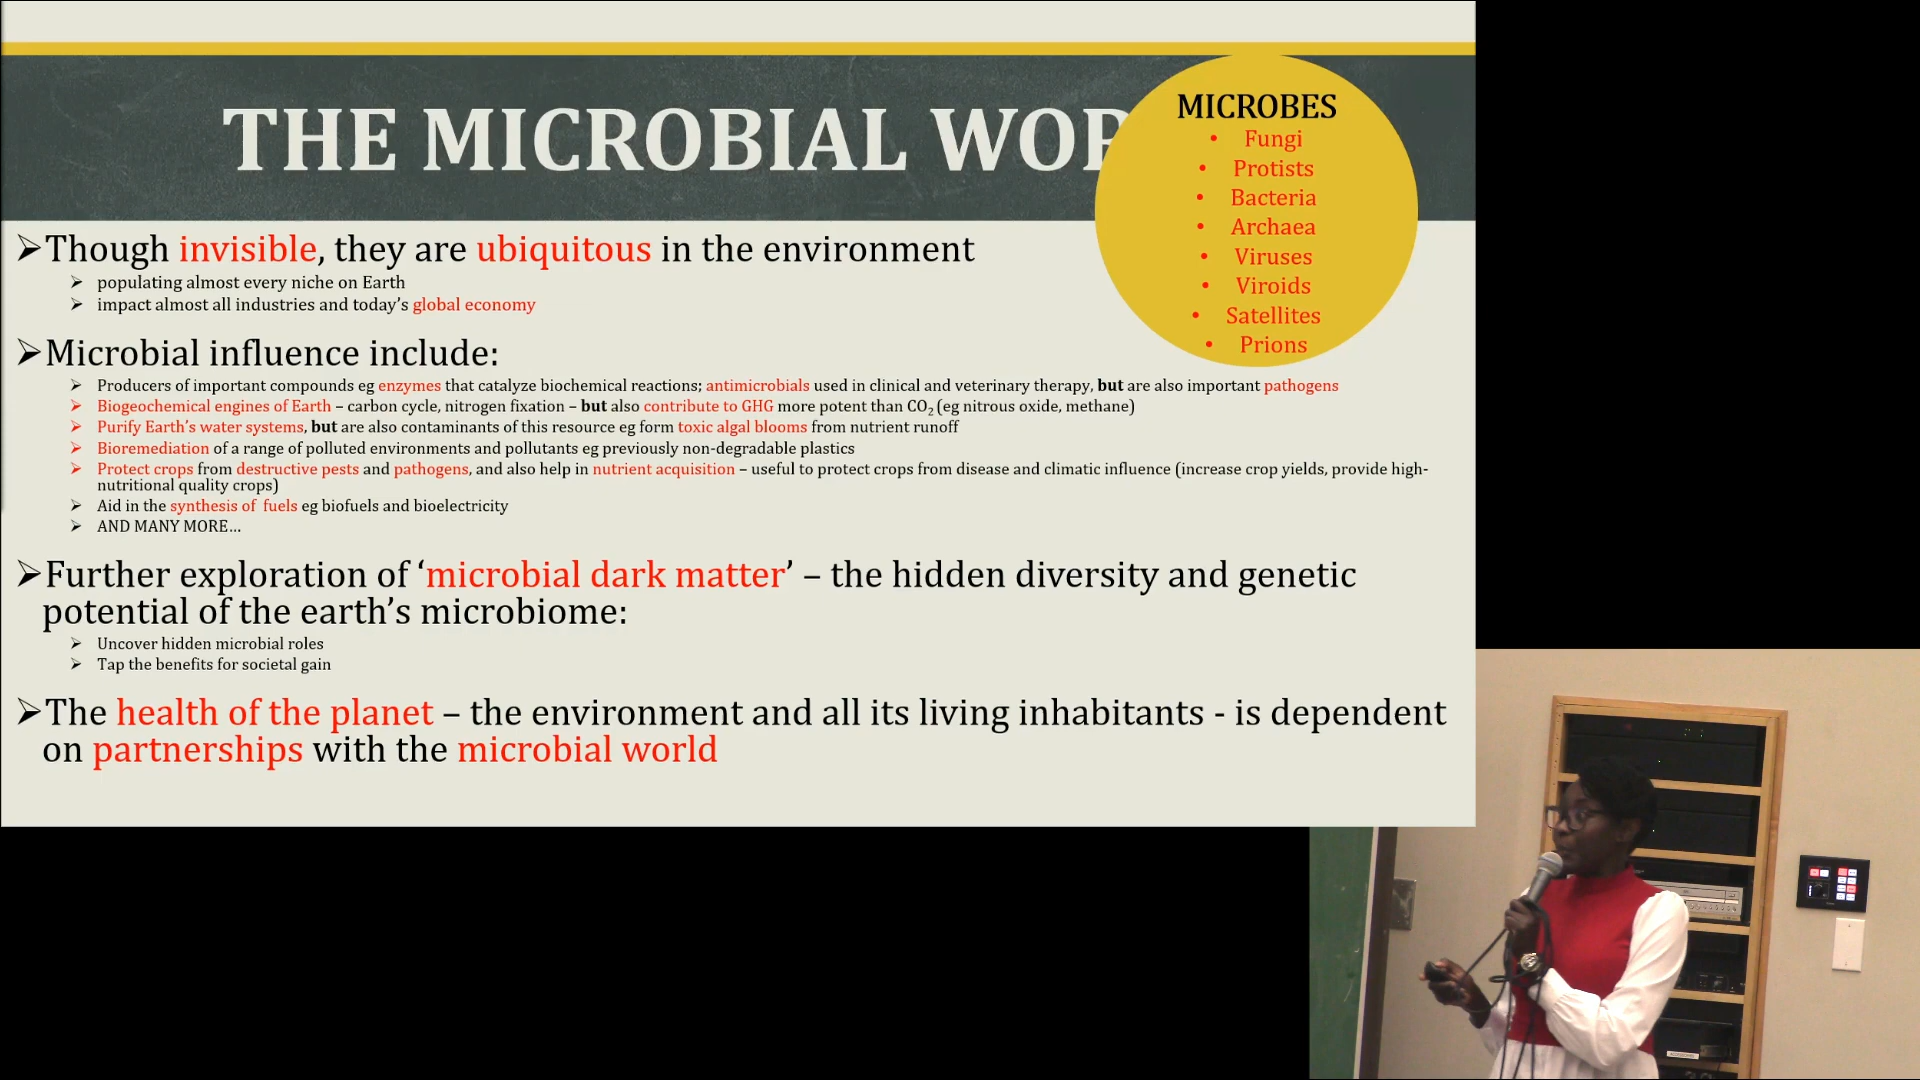 THE MICROBIAL WOR
MICROBES
• Fungi
• Protists
• Bacteria
• Archaea
• Viruses
• Viroids
• Satellites
• Prions
➢Though invisible, they are ubiquitous in the environment
➢ populating almost every niche on Earth
➢ impact almost all industries and today’s global economy
➢Microbial influence include:
➢ Producers of important compounds eg enzymes that catalyze biochemical reactions; antimicrobials used in clinical and veterinary therapy, but are also important pathogens
➢ Biogeochemical engines of Earth – carbon cycle, nitrogen fixation – but also contribute to GHG more potent than CO₂ (eg nitrous oxide, methane)
➢ Purify Earth’s water systems, but are also contaminants of this resource eg form toxic algal blooms from nutrient runoff
➢ Bioremediation of a range of polluted environments and pollutants eg previously non-degradable plastics
➢ Protect crops from destructive pests and pathogens, and also help in nutrient acquisition – useful to protect crops from disease and climatic influence (increase crop yields, provide high-
nutritional quality crops)
➢ Aid in the synthesis of fuels eg biofuels and bioelectricity
➢ AND MANY MORE…
➢Further exploration of ‘microbial dark matter’ – the hidden diversity and genetic
potential of the earth’s microbiome:
➢ Uncover hidden microbial roles
➢ Tap the benefits for societal gain
➢The health of the planet – the environment and all its living inhabitants - is dependent
on partnerships with the microbial world